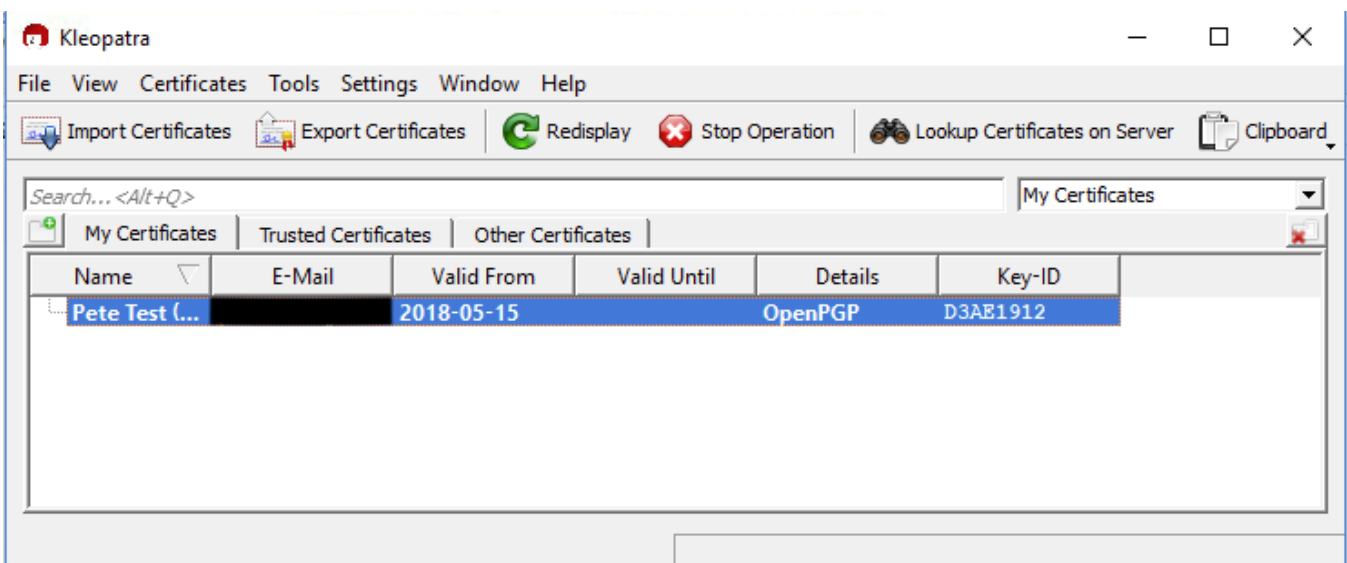 Kleopatra
File View Certificates Tools Settings Window Help
Import Certificates Export Certificates Redisplay Stop Operation Lookup Certificates on Server Clipboard
Search...<Alt+Q> My Certificates
My Certificates Trusted Certificates Other Certificates
Name E-Mail Valid From Valid Until Details Key-ID
Pete Test (... 2018-05-15 OpenPGP D3AE1912